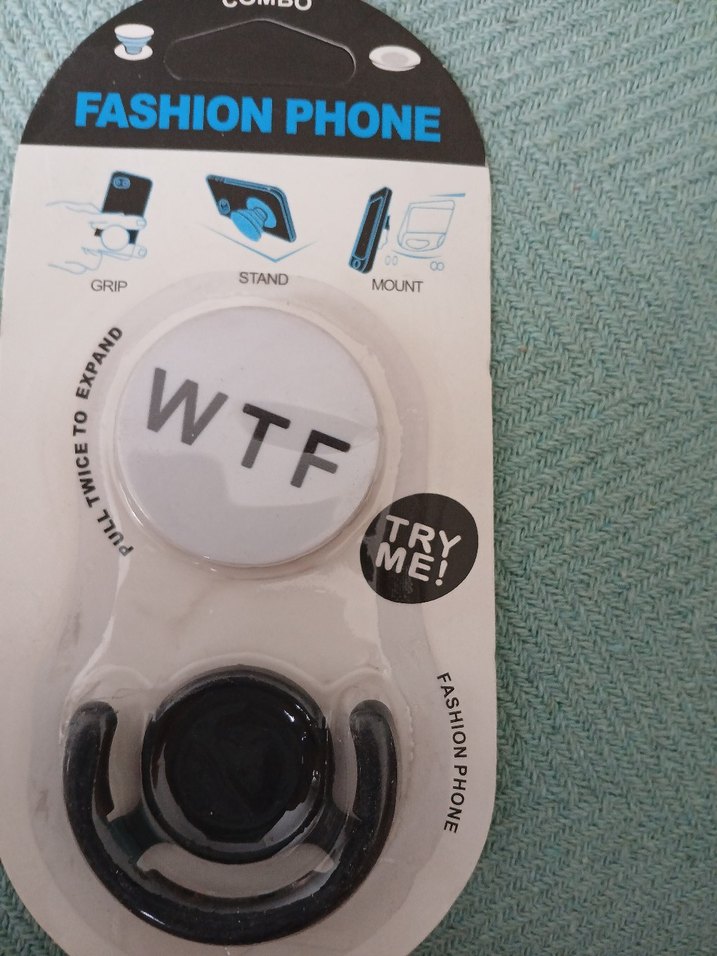 COMBO
FASHION PHONE
GRIP
STAND
MOUNT
PULL TWICE TO EXPAND
WTF
TRY
ME!
FASHION PHONE